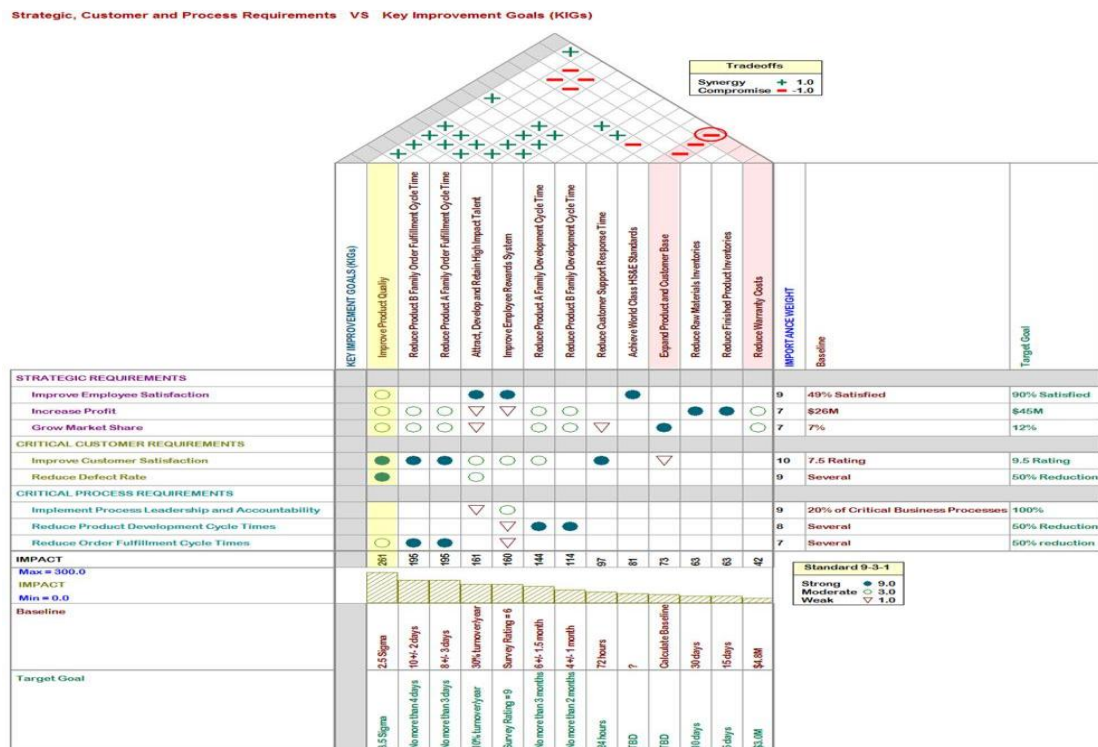 Strategic, Customer and Process Requirements VS Key Improvement Goals (KIGs)
Tradeoffs
Synergy + 1.0
Compromise − -1.0
KEY IMPROVEMENT GOALS (KIGs)
Improve Product Quality
Reduce Product B Family Order Fulfillment Cycle Time
Reduce Product A Family Order Fulfillment Cycle Time
Attract, Develop and Retain High Impact Talent
Improve Employee Rewards System
Reduce Product A Family Development Cycle Time
Reduce Product B Family Development Cycle Time
Reduce Customer Support Response Time
Achieve World Class HS&E Standards
Expand Product and Customer Base
Reduce Raw Materials Inventories
Reduce Finished Product Inventories
Reduce Warranty Costs
IMPORTANCE WEIGHT
Baseline
Target Goal
STRATEGIC REQUIREMENTS
Improve Employee Satisfaction 9 49% Satisfied 90% Satisfied
Increase Profit 7 $26M $45M
Grow Market Share 7 7% 12%
CRITICAL CUSTOMER REQUIREMENTS
Improve Customer Satisfaction 10 7.5 Rating 9.5 Rating
Reduce Defect Rate 9 Several 50% Reduction
CRITICAL PROCESS REQUIREMENTS
Implement Process Leadership and Accountability 9 20% of Critical Business Processes 100%
Reduce Product Development Cycle Times 8 Several 50% Reduction
Reduce Order Fulfillment Cycle Times 7 Several 50% reduction
IMPACT 261 195 195 161 160 144 114 97 81 73 63 63 42
Max = 300.0
IMPACT
Min = 0.0
Standard 9-3-1
Strong 9.0
Moderate 3.0
Weak 1.0
Baseline
2.5 Sigma
10 +/- 2 days
8 +/- 3 days
30% turnover/year
Survey Rating = 6
6 +/- 1.5 month
4 +/- 1 month
72 hours
?
Calculate Baseline
30 days
15 days
$4.8M
Target Goal
Sigma
No more than 4 days
No more than 3 days
turnover/year
Survey Rating = 9
No more than 3 months
No more than 2 months
hours
TBD
TBD
days
days